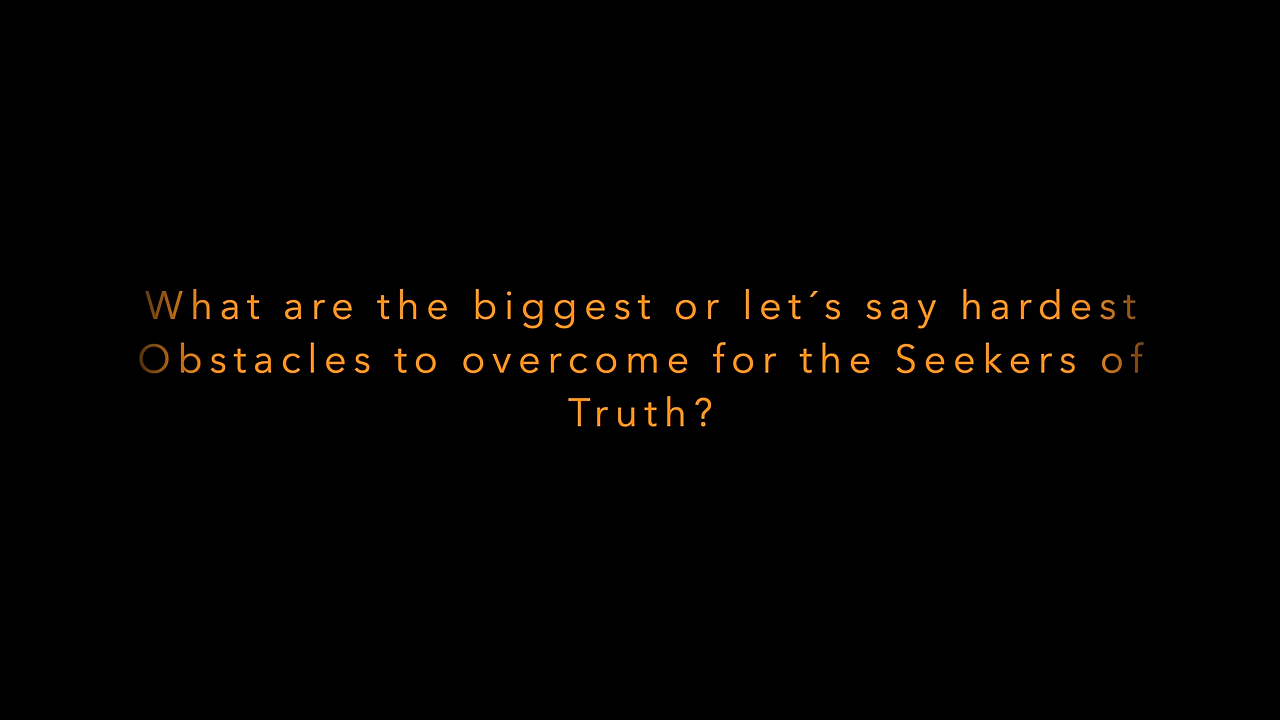 What are the biggest or let´s say hardest
Obstacles to overcome for the Seekers of
Truth?